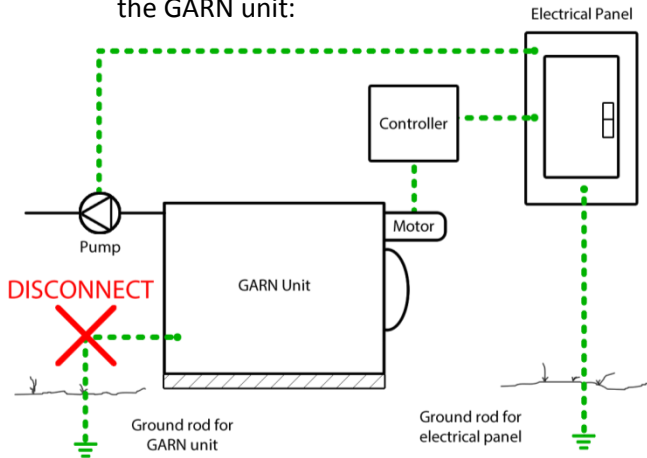 the GARN unit:
Electrical Panel
Controller
Motor
Pump
DISCONNECT
GARN Unit
Ground rod for
GARN unit
Ground rod for
electrical panel